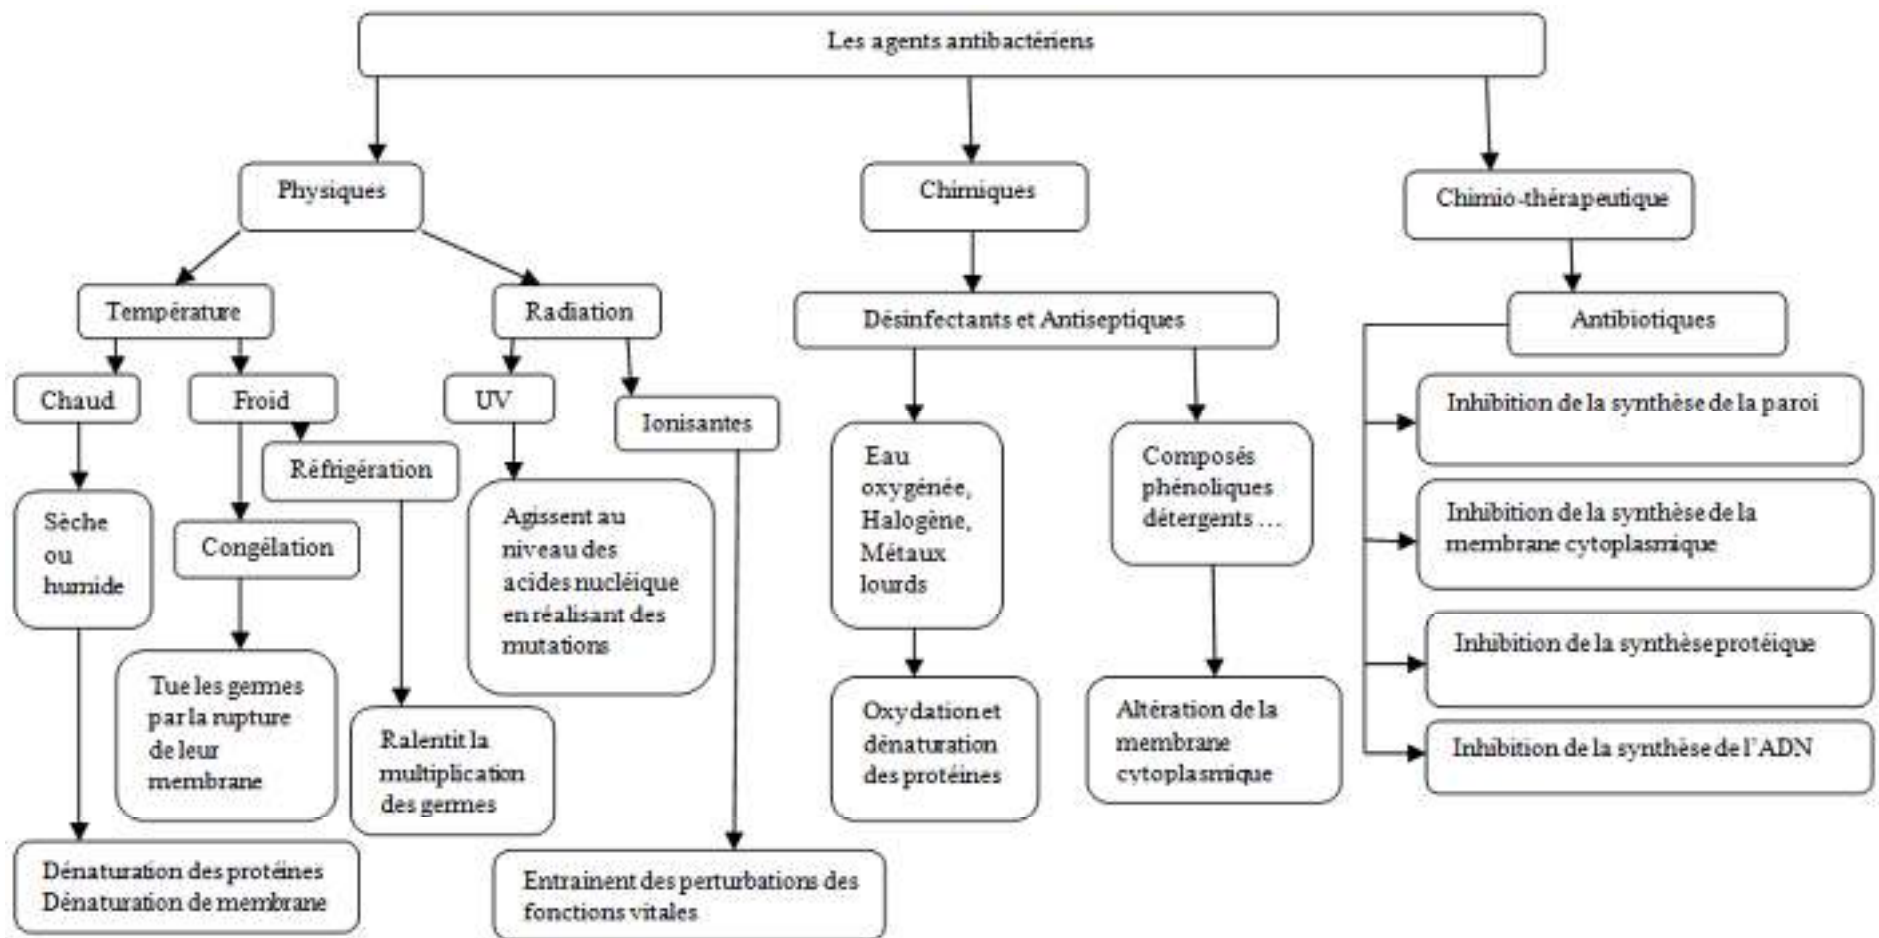 Les agents antibactériens
Physiques
Chimiques
Chimio-thérapeutique
Température
Radiation
Désinfectants et Antiseptiques
Antibiotiques
Chaud
Froid
UV
Ionisantes
Réfrigération
Sèche
ou
humide
Congélation
Agissent au
niveau des
acides nucléique
en réalisant des
mutations
Eau
oxygénée,
Halogène,
Métaux
lourds
Composés
phénoliques
détergents ...
Inhibition de la synthèse de la paroi
Inhibition de la synthèse de la
membrane cytoplasmique
Inhibition de la synthèse protéique
Inhibition de la synthèse de l'ADN
Tue les germes
par la rupture
de leur
membrane
Ralentit la
multiplication
des germes
Oxydation et
dénaturation
des protéines
Altération de la
membrane
cytoplasmique
Dénaturation des protéines
Dénaturation de membrane
Entrainent des perturbations des
fonctions vitales